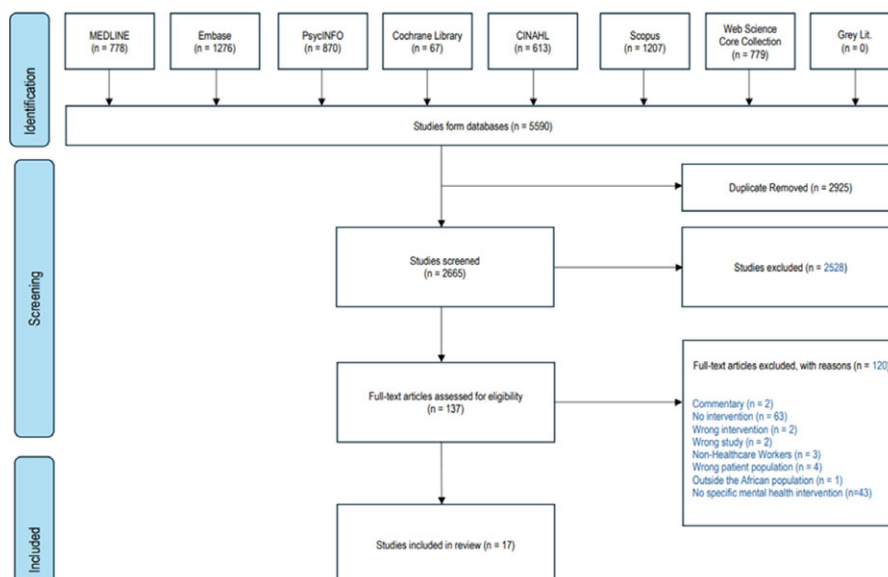 MEDLINE
(n = 778)
Embase
(n = 1276)
PsycINFO
(n = 870)
Cochrane Library
(n = 67)
CINAHL
(n = 613)
Scopus
(n = 1207)
Web Science
Core Collection
(n = 779)
Grey Lit.
(n = 0)
Identification
Studies form databases (n = 5590)
Duplicate Removed (n = 2925)
Screening
Studies screened
(n = 2665)
Studies excluded (n = 2528)
Full-text articles assessed for eligibility
(n = 137)
Full-text articles excluded, with reasons (n = 120)
Commentary (n = 2)
No intervention (n = 63)
Wrong intervention (n = 2)
Wrong study (n = 2)
Non-Healthcare Workers (n = 3)
Wrong patient population (n = 4)
Outside the African population (n = 1)
No specific mental health intervention (n=43)
Included
Studies included in review (n = 17)